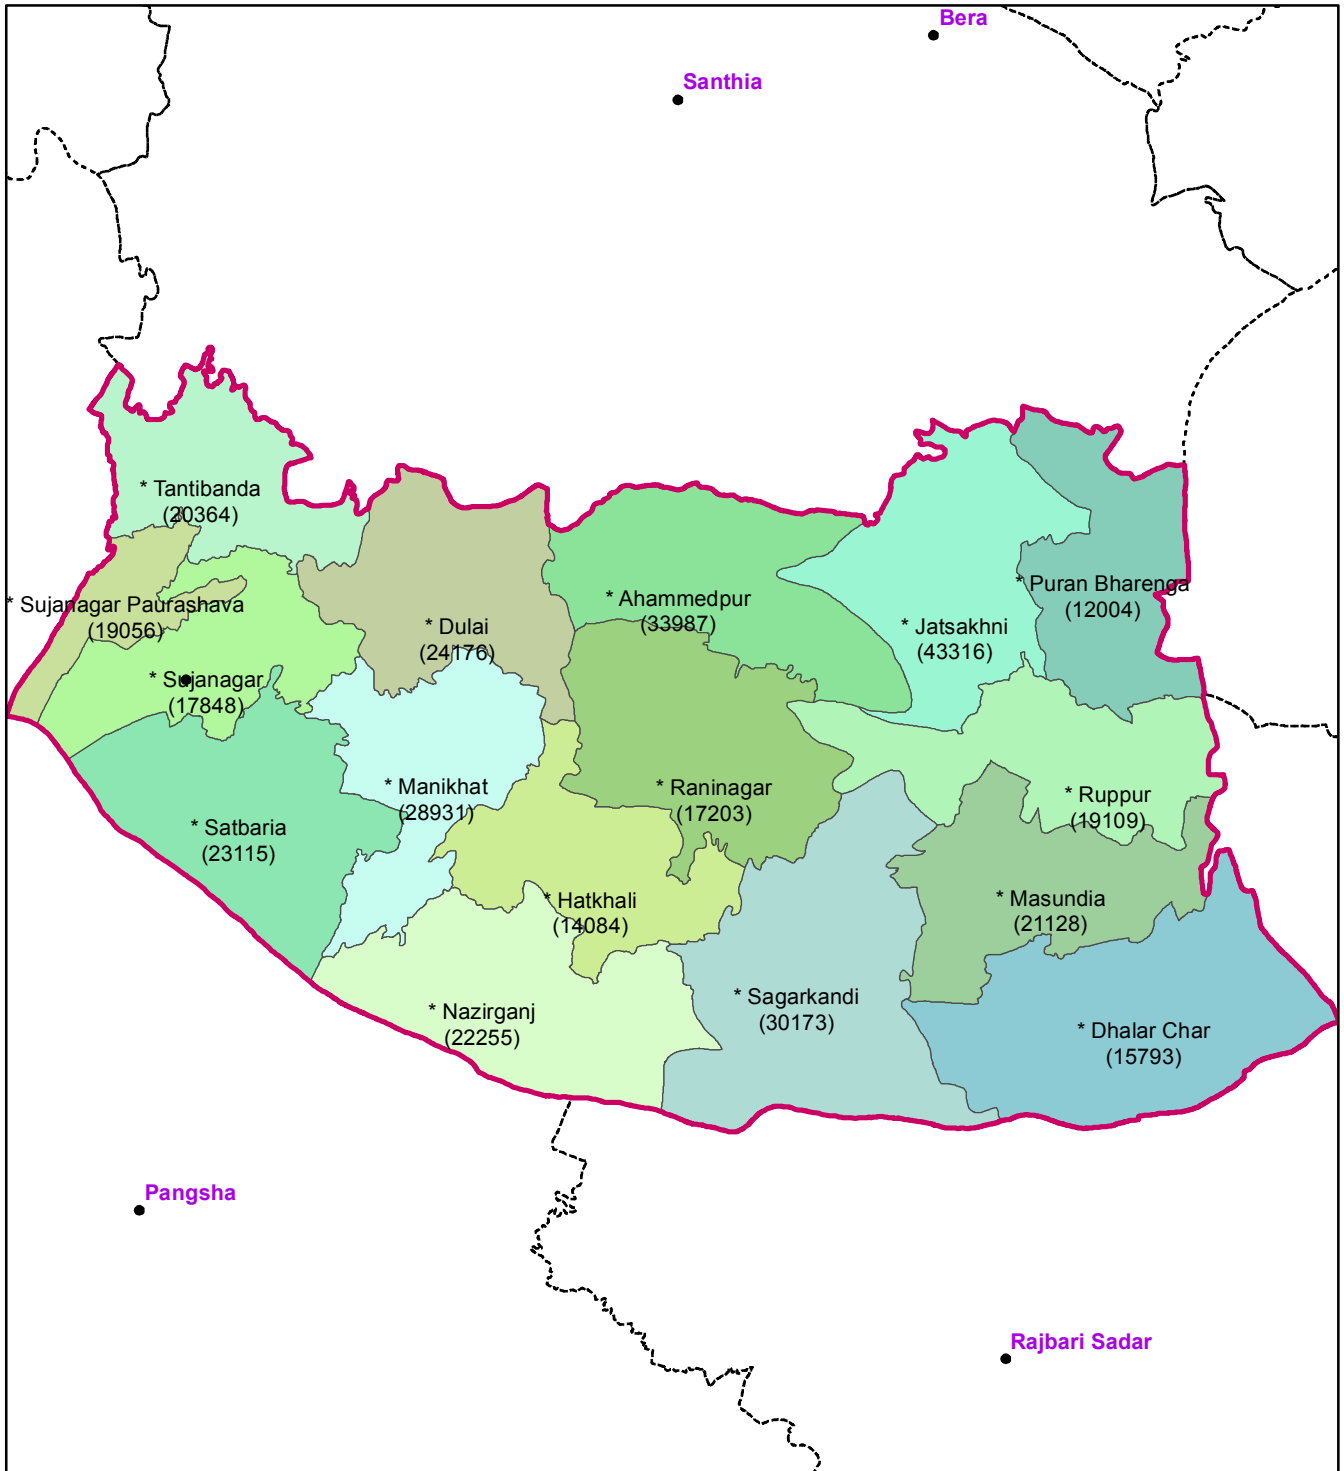 Bera
Santhia
* Tantibanda
(20364)
* Sujanagar Paurashava
(19056)
* Ahammedpur
(33987)
* Puran Bharenga
(12004)
* Dulai
(24176)
* Jatsakhni
(43316)
* Sujanagar
(17848)
* Manikhat
(28931)
* Raninagar
(17203)
* Ruppur
(19109)
* Satbaria
(23115)
* Hatkhali
(14084)
* Masundia
(21128)
* Sagarkandi
(30173)
* Nazirganj
(22255)
* Dhalar Char
(15793)
Pangsha
Rajbari Sadar